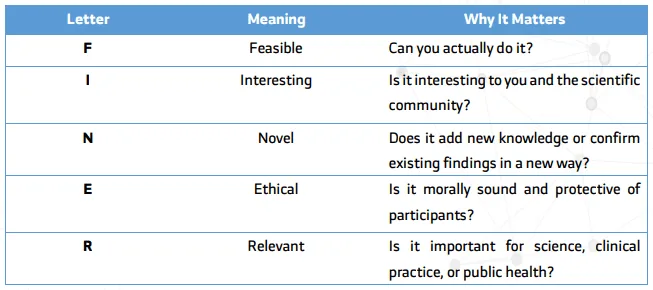 Letter Meaning Why It Matters
F Feasible Can you actually do it?
I Interesting Is it interesting to you and the scientific
community?
N Novel Does it add new knowledge or confirm
existing findings in a new way?
E Ethical Is it morally sound and protective of
participants?
R Relevant Is it important for science, clinical
practice, or public health?